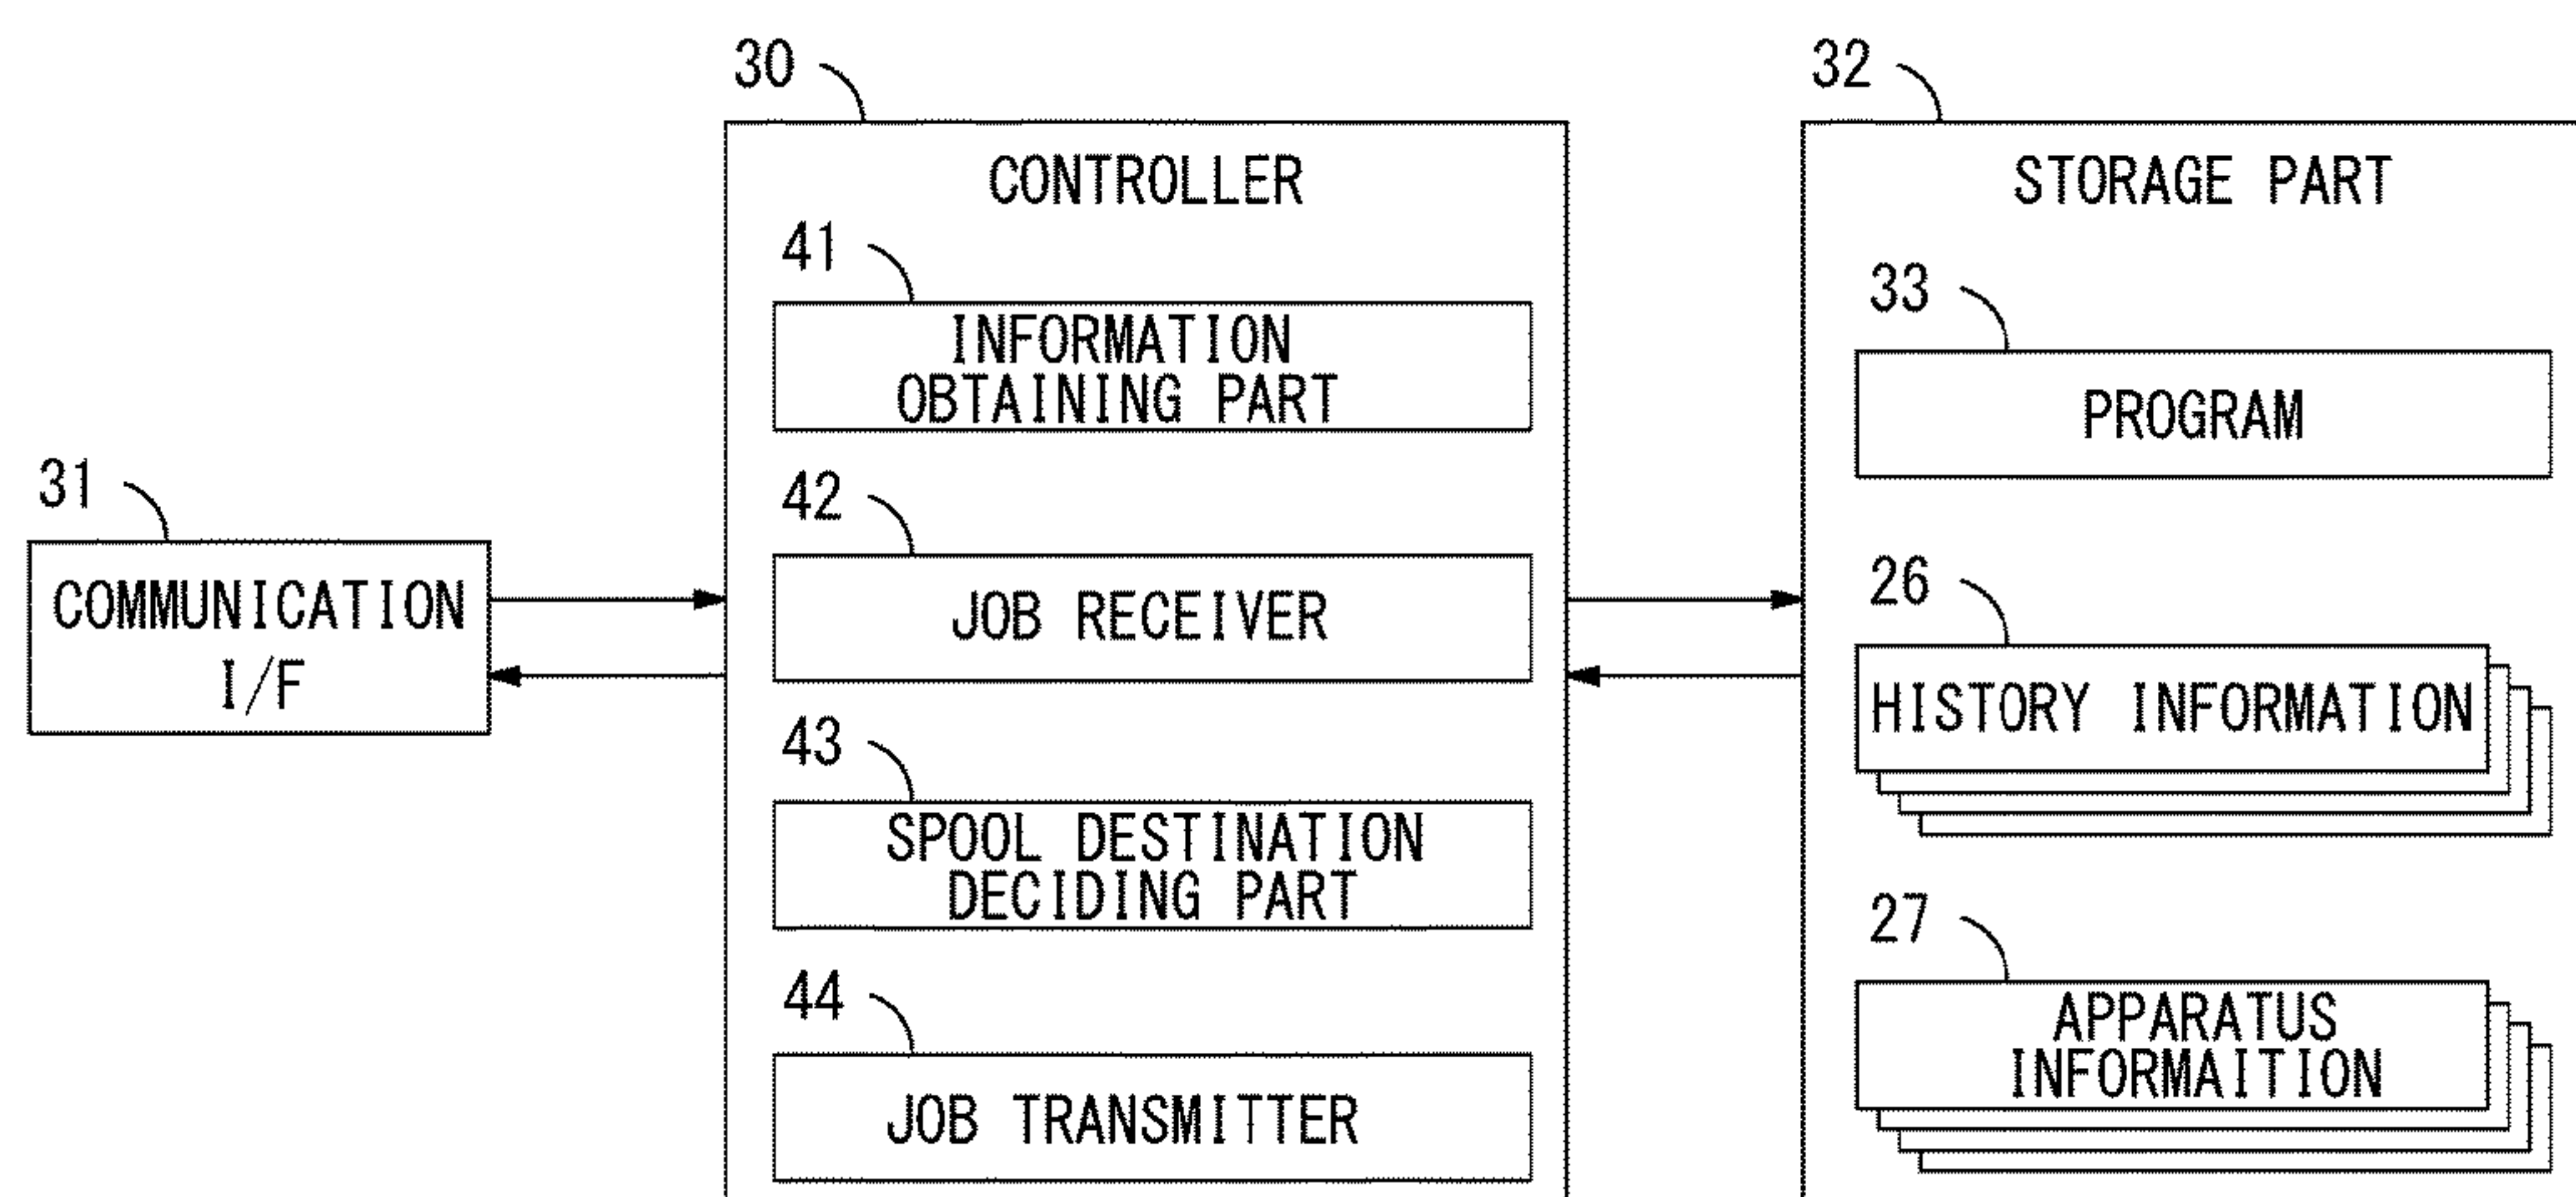 30
CONTROLLER
41
INFORMATION
OBTAINING PART
42
JOB RECEIVER
43
SPOOL DESTINATION
DECIDING PART
44
JOB TRANSMITTER
31
COMMUNICATION
I/F
32
STORAGE PART
33
PROGRAM
26
HISTORY INFORMATION
27
APPARATUS
INFORMAITION